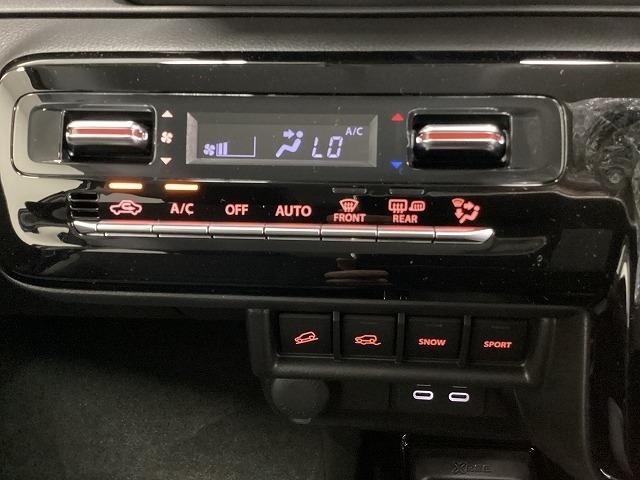 A/C
LO
A/C
OFF
AUTO
FRONT
REAR
SNOW
SPORT